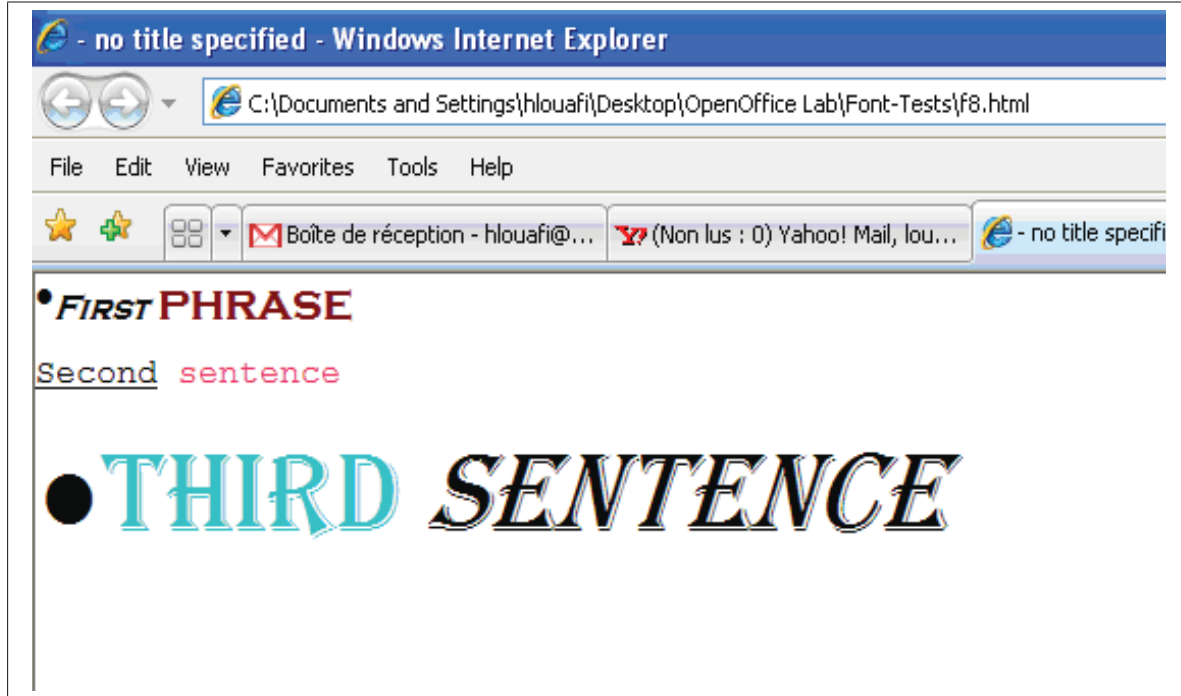 - no title specified - Windows Internet Explorer
C:\Documents and Settings\hlouafi\Desktop\OpenOffice Lab\Font-Tests\f8.html
File Edit View Favorites Tools Help
Boîte de réception - hlouafi@... (Non lus : 0) Yahoo! Mail, lou... - no title specifi
•First PHRASE
Second sentence
•THIRD SENTENCE